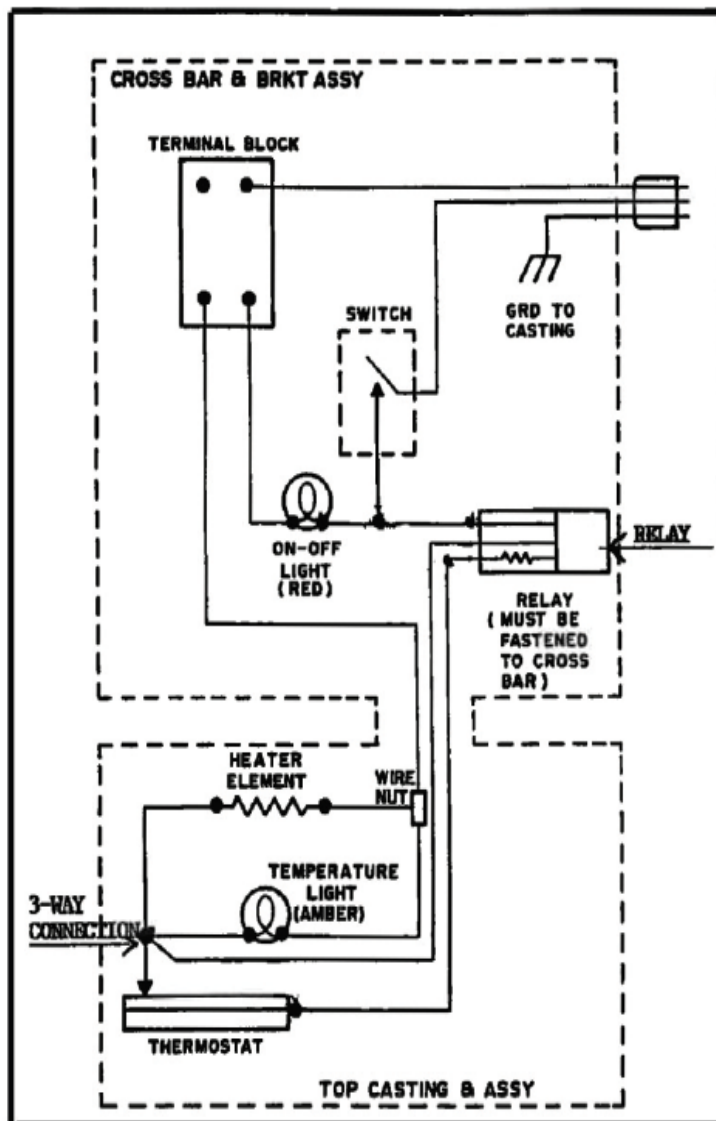 CROSS BAR & BRKT ASSY
TERMINAL BLOCK
SWITCH
GRD TO
CASTING
ON-OFF
LIGHT
(RED)
RELAY
RELAY
(MUST BE
FASTENED
TO CROSS
BAR)
HEATER
ELEMENT
WIRE
NUT
TEMPERATURE
LIGHT
(AMBER)
3-WAY
CONNECTION
THERMOSTAT
TOP CASTING & ASSY